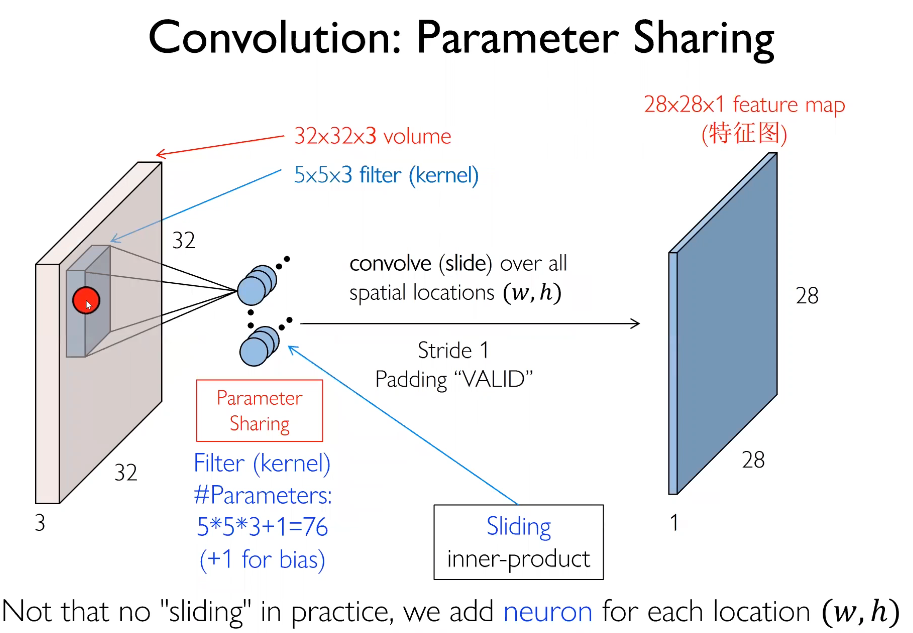 Convolution: Parameter Sharing
28x28x1 feature map
(特征图)
32x32x3 volume
5x5x3 filter (kernel)
32
convolve (slide) over all
spatial locations (w, h)
28
Stride 1
Padding “VALID”
Parameter
Sharing
32
28
Filter (kernel)
#Parameters:
5*5*3+1=76
(+1 for bias)
3
1
Sliding
inner-product
Not that no "sliding" in practice, we add neuron for each location (w, h)